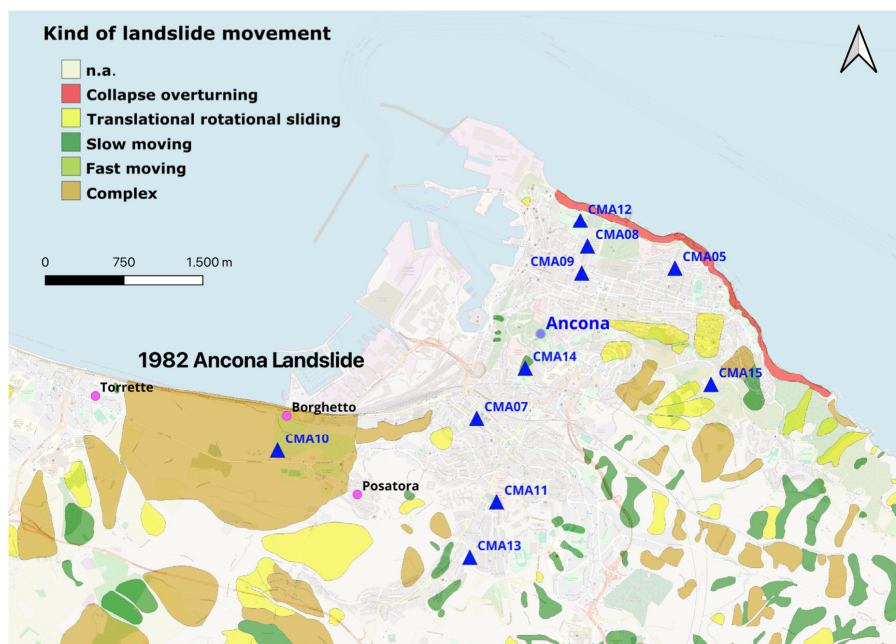 Kind of landslide movement
n.a.
Collapse overturning
Translational rotational sliding
Slow moving
Fast moving
Complex
0 750 1.500 m
CMA12
CMA08
CMA09
CMA05
Ancona
1982 Ancona Landslide
CMA14
Torrette
CMA15
Borghetto
CMA07
CMA10
Posatora
CMA11
CMA13